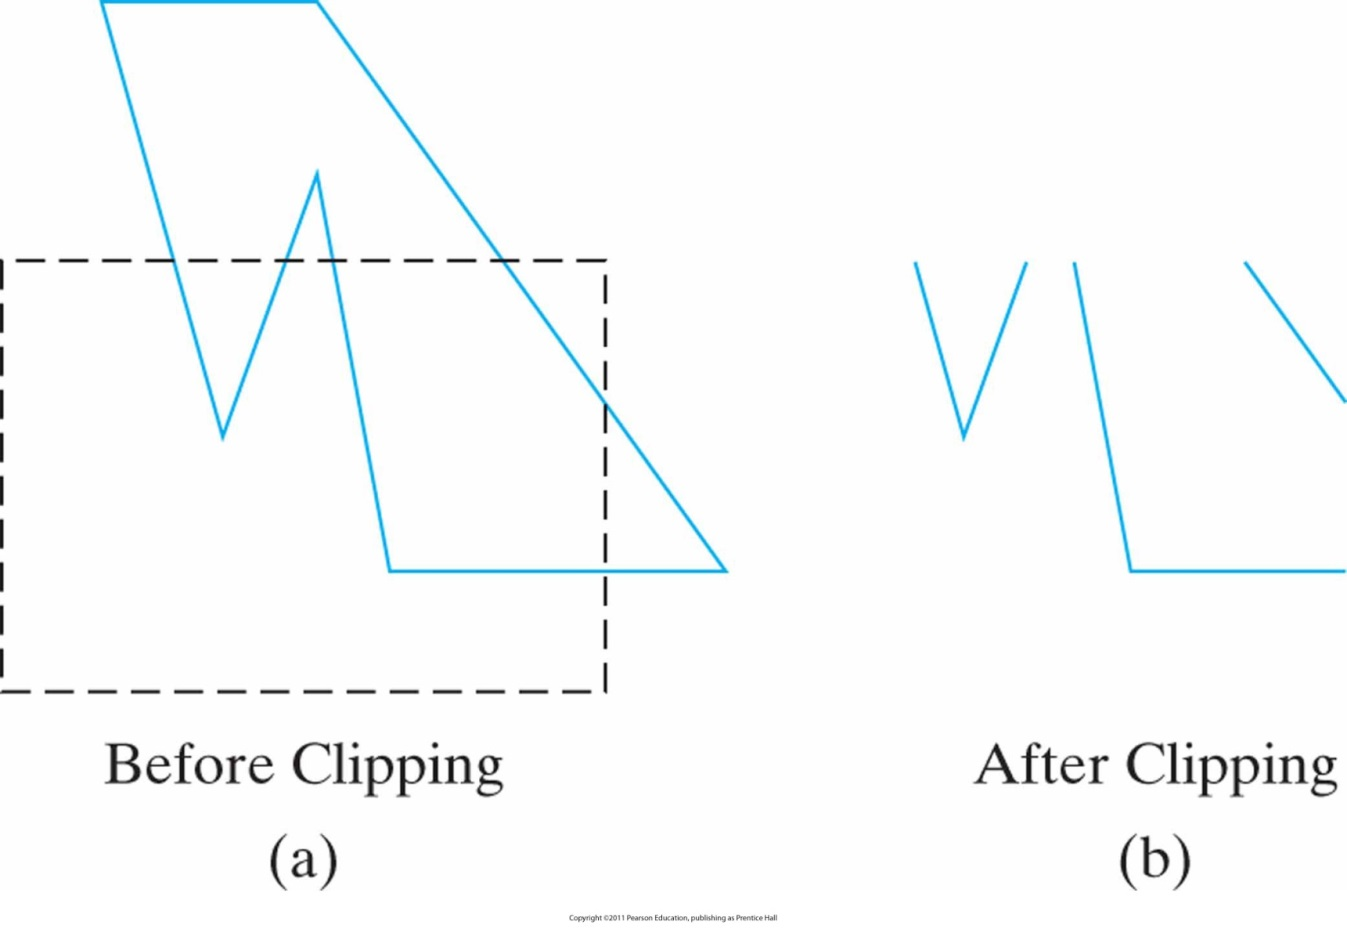 Before Clipping
(a)
After Clipping
(b)
Copyright ©2011 Pearson Education, publishing as Prentice Hall